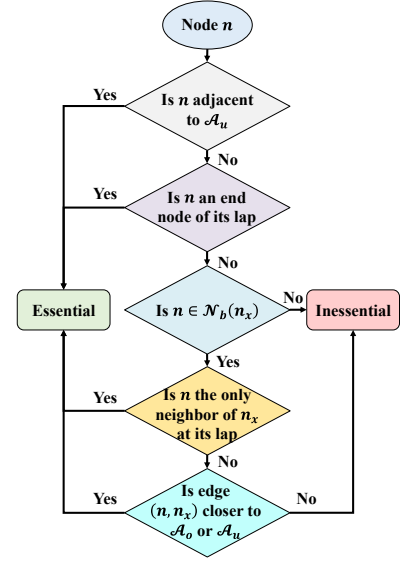 Node n
Yes
Is n adjacent
to 𝒜ᵤ
No
Yes
Is n an end
node of its lap
No
Essential
Is n ∈ 𝒩_b(nₓ)
No
Inessential
Yes
Yes
Is n the only
neighbor of nₓ
at its lap
No
Yes
Is edge
(n, nₓ) closer to
𝒜ₒ or 𝒜ᵤ
No